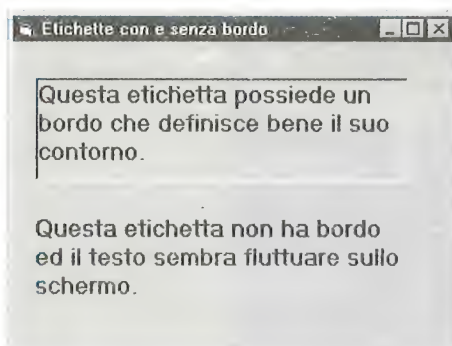 Etichette con e senza bordo
Questa etichetta possiede un
bordo che definisce bene il suo
contorno.
Questa etichetta non ha bordo
ed il testo sembra fluttuare sullo
schermo.